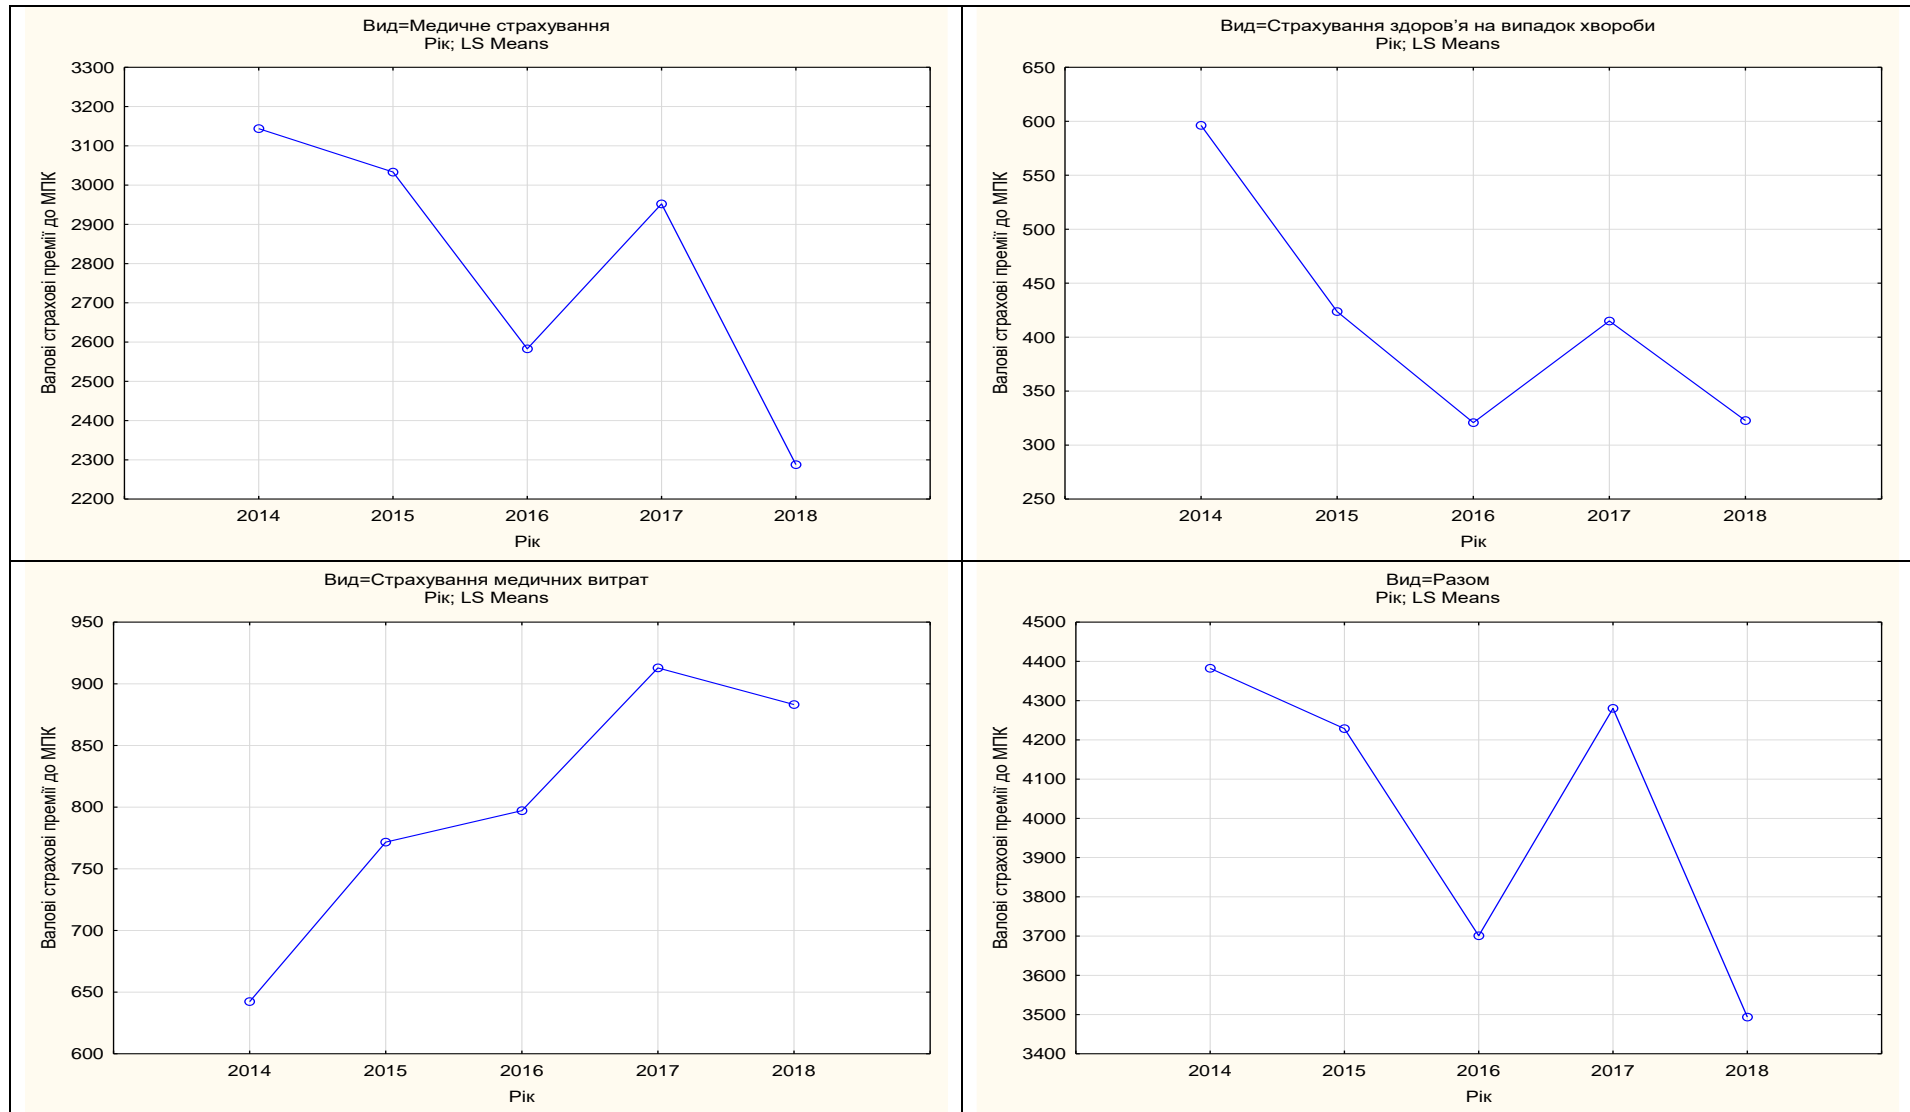 Вид=Медичне страхування
Рік; LS Means
3300
3200
3100
3000
2900
2800
2700
2600
2500
2400
2300
2200
Валові страхові премії до МПК
2014 2015 2016 2017 2018
Рік
Вид=Страхування здоров’я на випадок хвороби
Рік; LS Means
650
600
550
500
450
400
350
300
250
Валові страхові премії до МПК
2014 2015 2016 2017 2018
Рік
Вид=Страхування медичних витрат
Рік; LS Means
950
900
850
800
750
700
650
600
Валові страхові премії до МПК
2014 2015 2016 2017 2018
Рік
Вид=Разом
Рік; LS Means
4500
4400
4300
4200
4100
4000
3900
3800
3700
3600
3500
3400
Валові страхові премії до МПК
2014 2015 2016 2017 2018
Рік